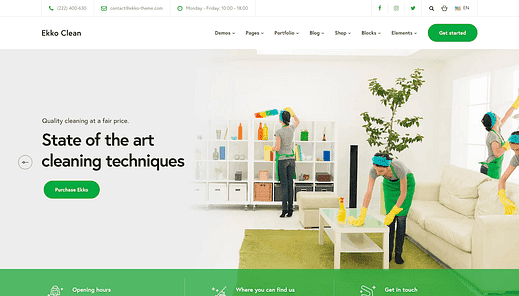 (232) 400-630 contact@ekko-theme.com Monday - Friday: 10:00 - 18:00 EN
Ekko Clean Demos Pages Portfolio Blog Shop Blocks Elements Get started
Quality cleaning at a fair price.
State of the art
cleaning techniques
Purchase Ekko
Opening hours Where you can find us Get in touch